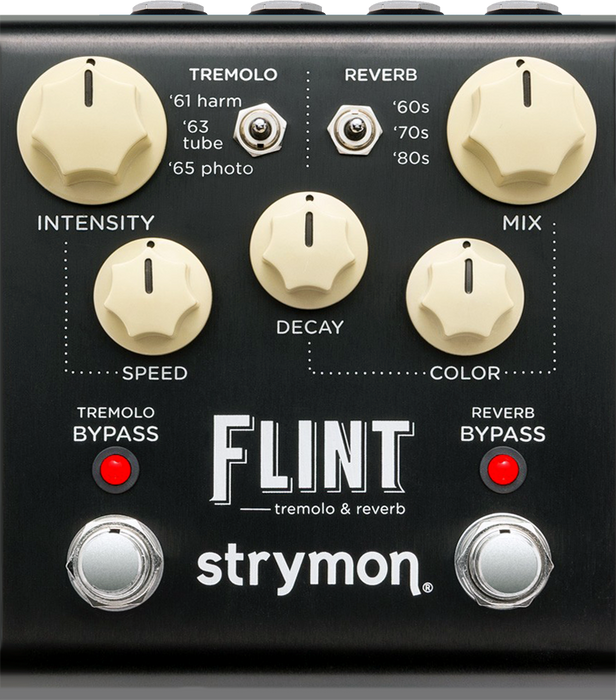 TREMOLO
REVERB
‘61 harm
‘63
tube
‘65 photo
‘60s
‘70s
‘80s
INTENSITY
MIX
DECAY
SPEED
COLOR
TREMOLO
BYPASS
REVERB
BYPASS
FLINT
tremolo & reverb
strymon®